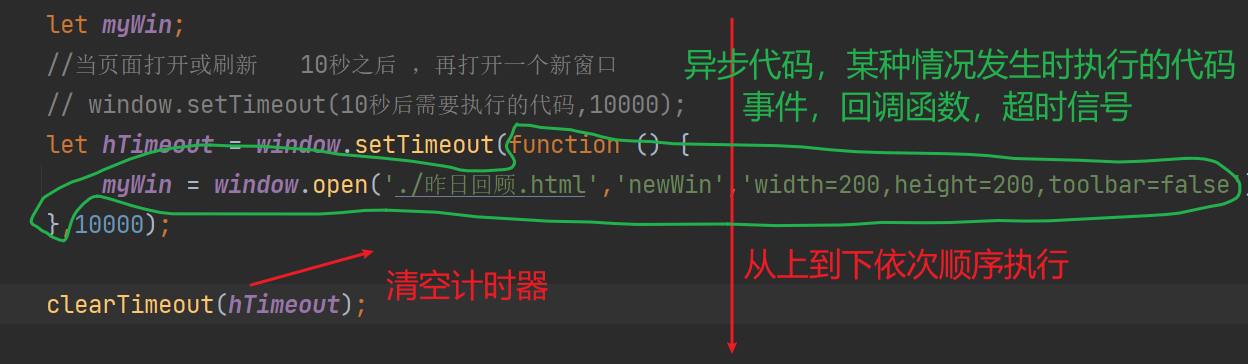 let myWin;
//当页面打开或刷新 10秒之后 ，再打开一个新窗口
异步代码，某种情况发生时执行的代码
// window.setTimeout(10秒后需要执行的代码,10000);
事件，回调函数，超时信号
let hTimeout = window.setTimeout(function () {
myWin = window.open('./昨日回顾.html','newWin','width=200,height=200,toolbar=false')
},10000);
从上到下依次顺序执行
清空计时器
clearTimeout(hTimeout);